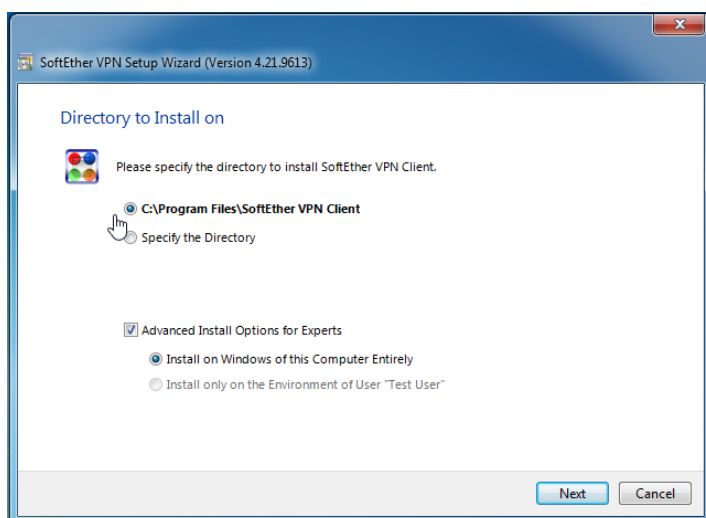 SoftEther VPN Setup Wizard (Version 4.21.9613)
Directory to Install on
Please specify the directory to install SoftEther VPN Client.
C:\Program Files\SoftEther VPN Client
Specify the Directory
Advanced Install Options for Experts
Install on Windows of this Computer Entirely
Install only on the Environment of User "Test User"
Next Cancel